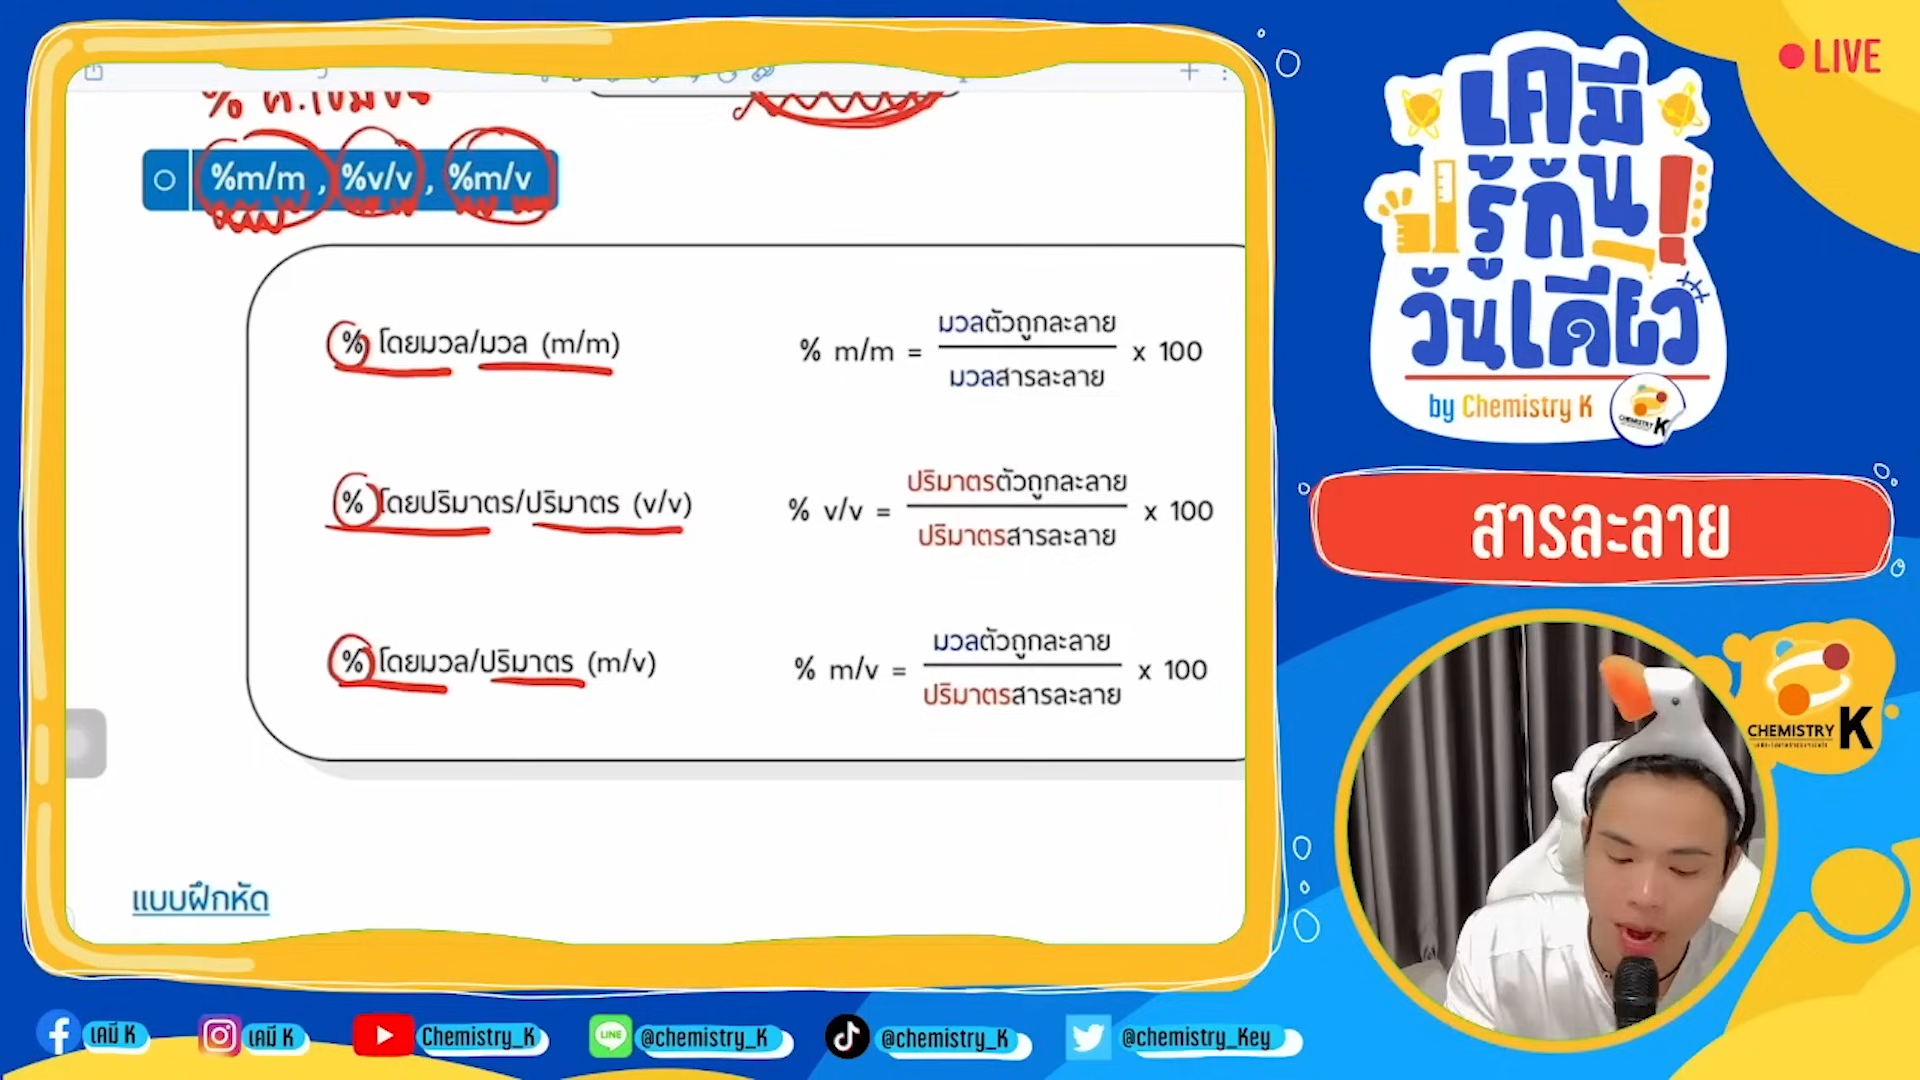 % ค.เข้มข้น
%m/m , %v/v , %m/v
% โดยมวล/มวล (m/m)
% m/m = มวลตัวถูกละลาย
มวลสารละลาย x 100
% โดยปริมาตร/ปริมาตร (v/v)
% v/v = ปริมาตรตัวถูกละลาย
ปริมาตรสารละลาย x 100
% โดยมวล/ปริมาตร (m/v)
% m/v = มวลตัวถูกละลาย
ปริมาตรสารละลาย x 100
แบบฝึกหัด
LIVE
เคมี
รู้กัน!
วันเดียว
by Chemistry K
CHEMISTRY K
สารละลาย
CHEMISTRY K
เคมี K
เคมี K
Chemistry_K
LINE
@chemistry_K
@chemistry_K
@chemistry_Key